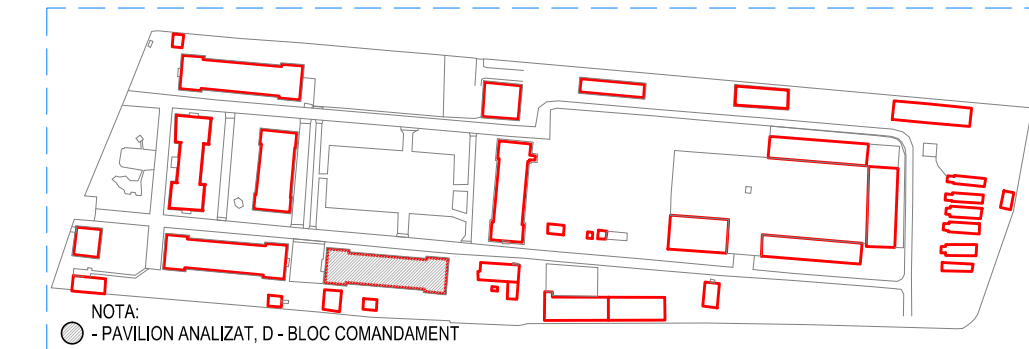 NOTA:
- PAVILION ANALIZAT, D - BLOC COMANDAMENT